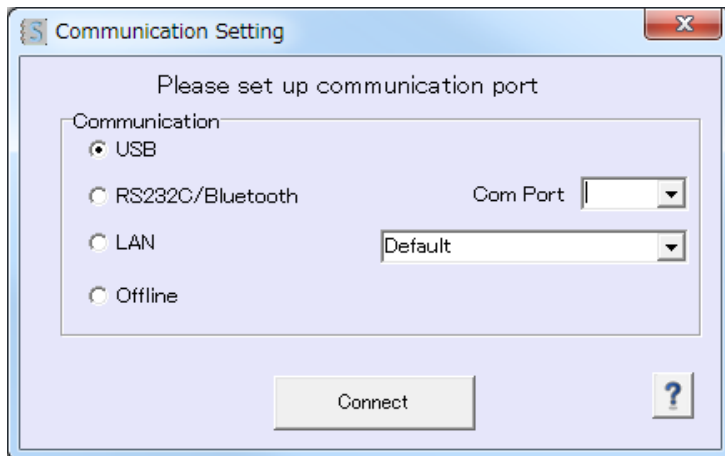 Communication Setting
Please set up communication port
Communication
USB
RS232C/Bluetooth
Com Port
LAN
Default
Offline
Connect
?